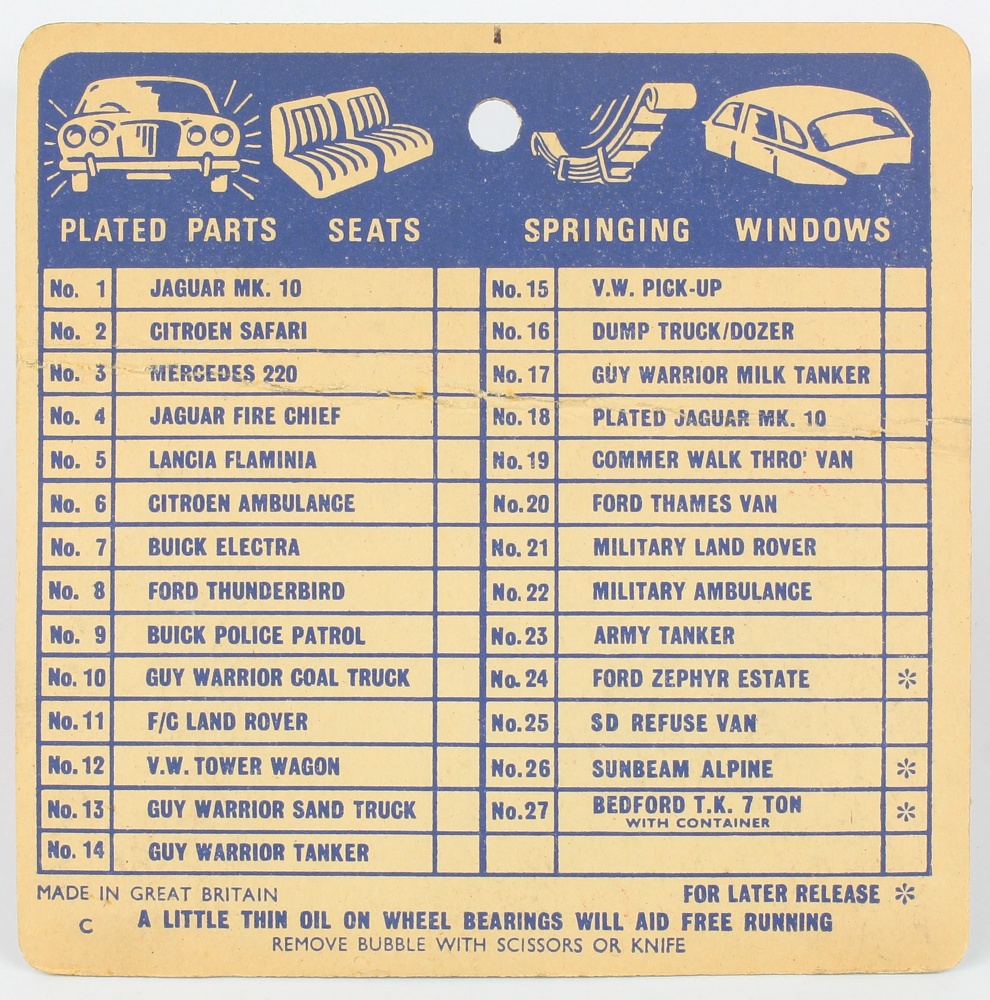 PLATED PARTS SEATS SPRINGING WINDOWS
No. 1 JAGUAR MK. 10
No. 2 CITROEN SAFARI
No. 3 MERCEDES 220
No. 4 JAGUAR FIRE CHIEF
No. 5 LANCIA FLAMINIA
No. 6 CITROEN AMBULANCE
No. 7 BUICK ELECTRA
No. 8 FORD THUNDERBIRD
No. 9 BUICK POLICE PATROL
No. 10 GUY WARRIOR COAL TRUCK
No. 11 F/C LAND ROVER
No. 12 V.W. TOWER WAGON
No. 13 GUY WARRIOR SAND TRUCK
No. 14 GUY WARRIOR TANKER
No. 15 V.W. PICK-UP
No. 16 DUMP TRUCK/DOZER
No. 17 GUY WARRIOR MILK TANKER
No. 18 PLATED JAGUAR MK. 10
No. 19 COMMER WALK THRO' VAN
No. 20 FORD THAMES VAN
No. 21 MILITARY LAND ROVER
No. 22 MILITARY AMBULANCE
No. 23 ARMY TANKER
No. 24 FORD ZEPHYR ESTATE *
No. 25 SD REFUSE VAN
No. 26 SUNBEAM ALPINE *
No. 27 BEDFORD T.K. 7 TON *
WITH CONTAINER
MADE IN GREAT BRITAIN FOR LATER RELEASE *
C A LITTLE THIN OIL ON WHEEL BEARINGS WILL AID FREE RUNNING
REMOVE BUBBLE WITH SCISSORS OR KNIFE